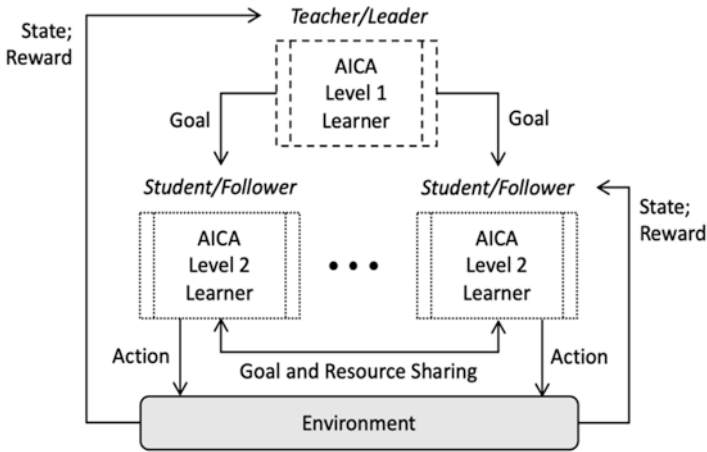 Teacher/Leader
State;
Reward
AICA
Level 1
Learner
Goal
Goal
Student/Follower
Student/Follower
State;
Reward
AICA
Level 2
Learner
• • •
AICA
Level 2
Learner
Action
Action
Goal and Resource Sharing
Environment